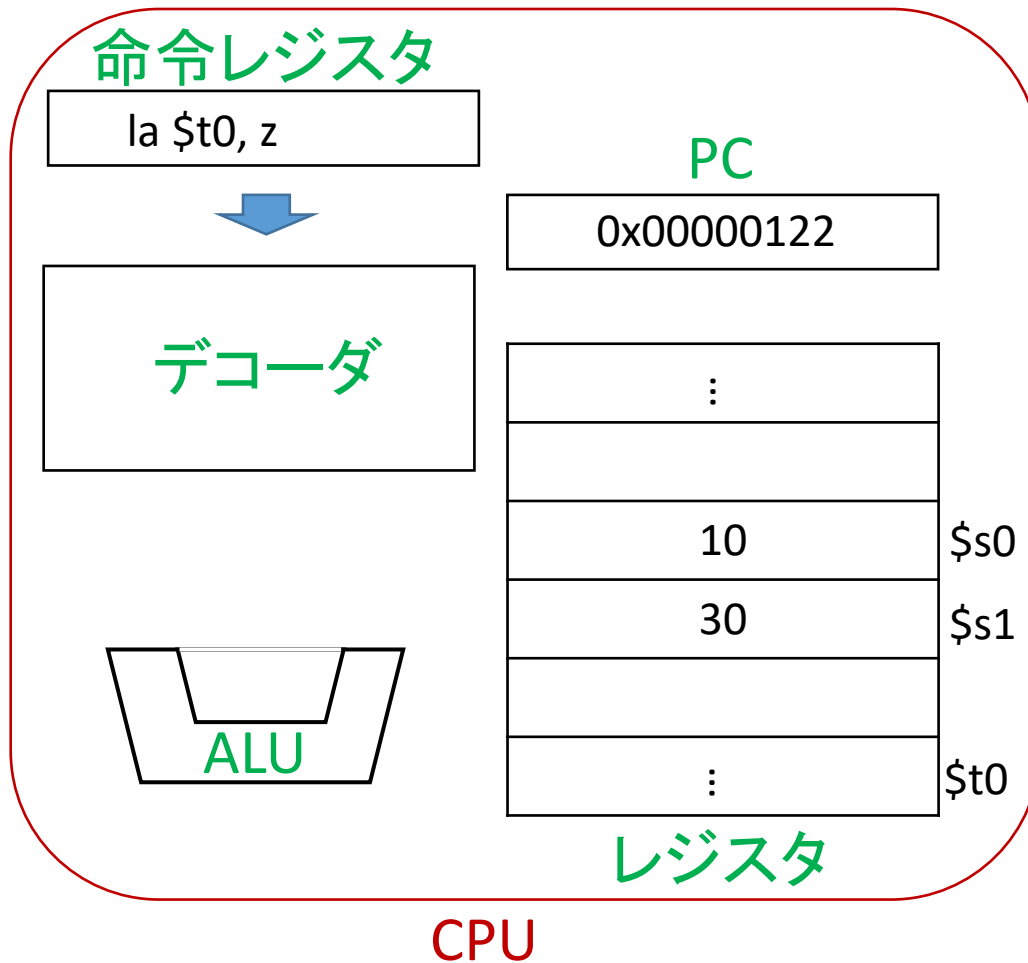 命令レジスタ
la $t0, z
PC
0x00000122
デコーダ
⋮
10
$s0
30
$s1
ALU
⋮
$t0
レジスタ
CPU